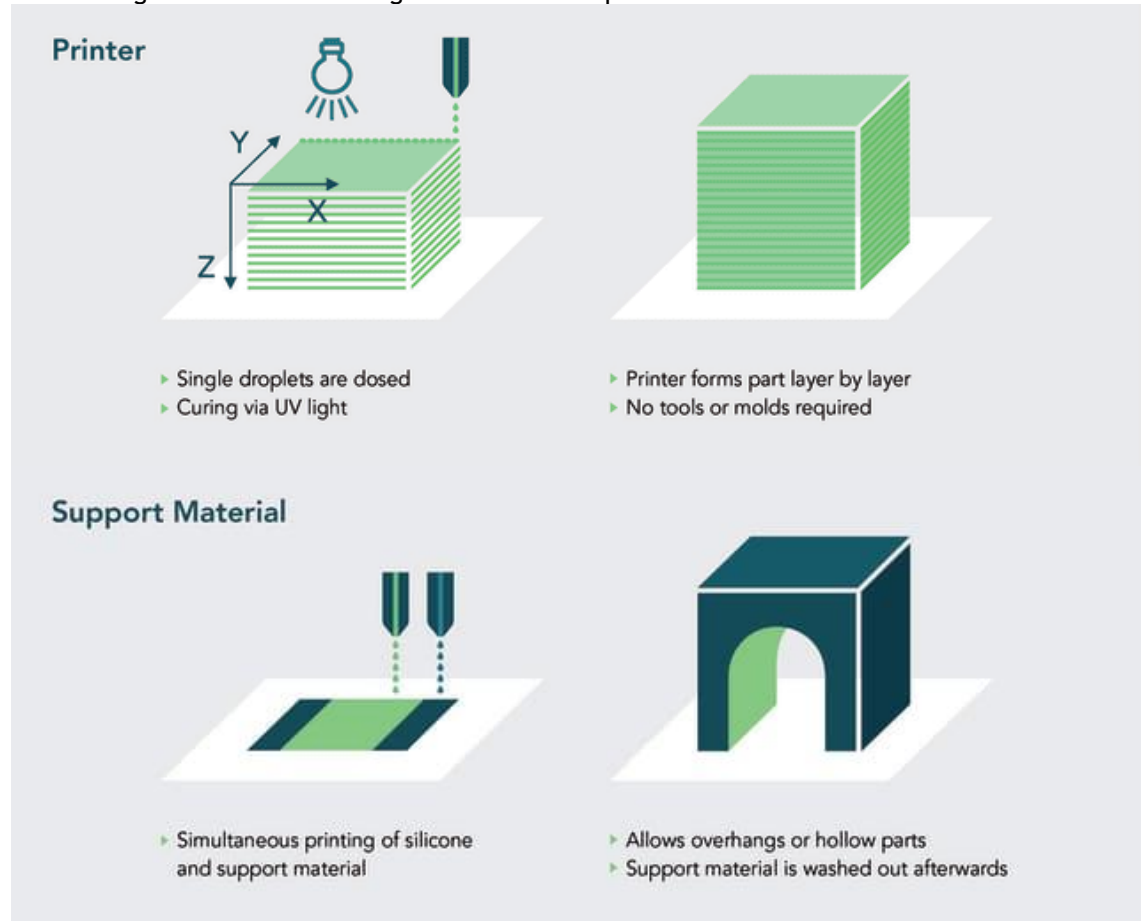 Printer
Y
X
Z
Single droplets are dosed
Curing via UV light
Printer forms part layer by layer
No tools or molds required
Support Material
Simultaneous printing of silicone
and support material
Allows overhangs or hollow parts
Support material is washed out afterwards